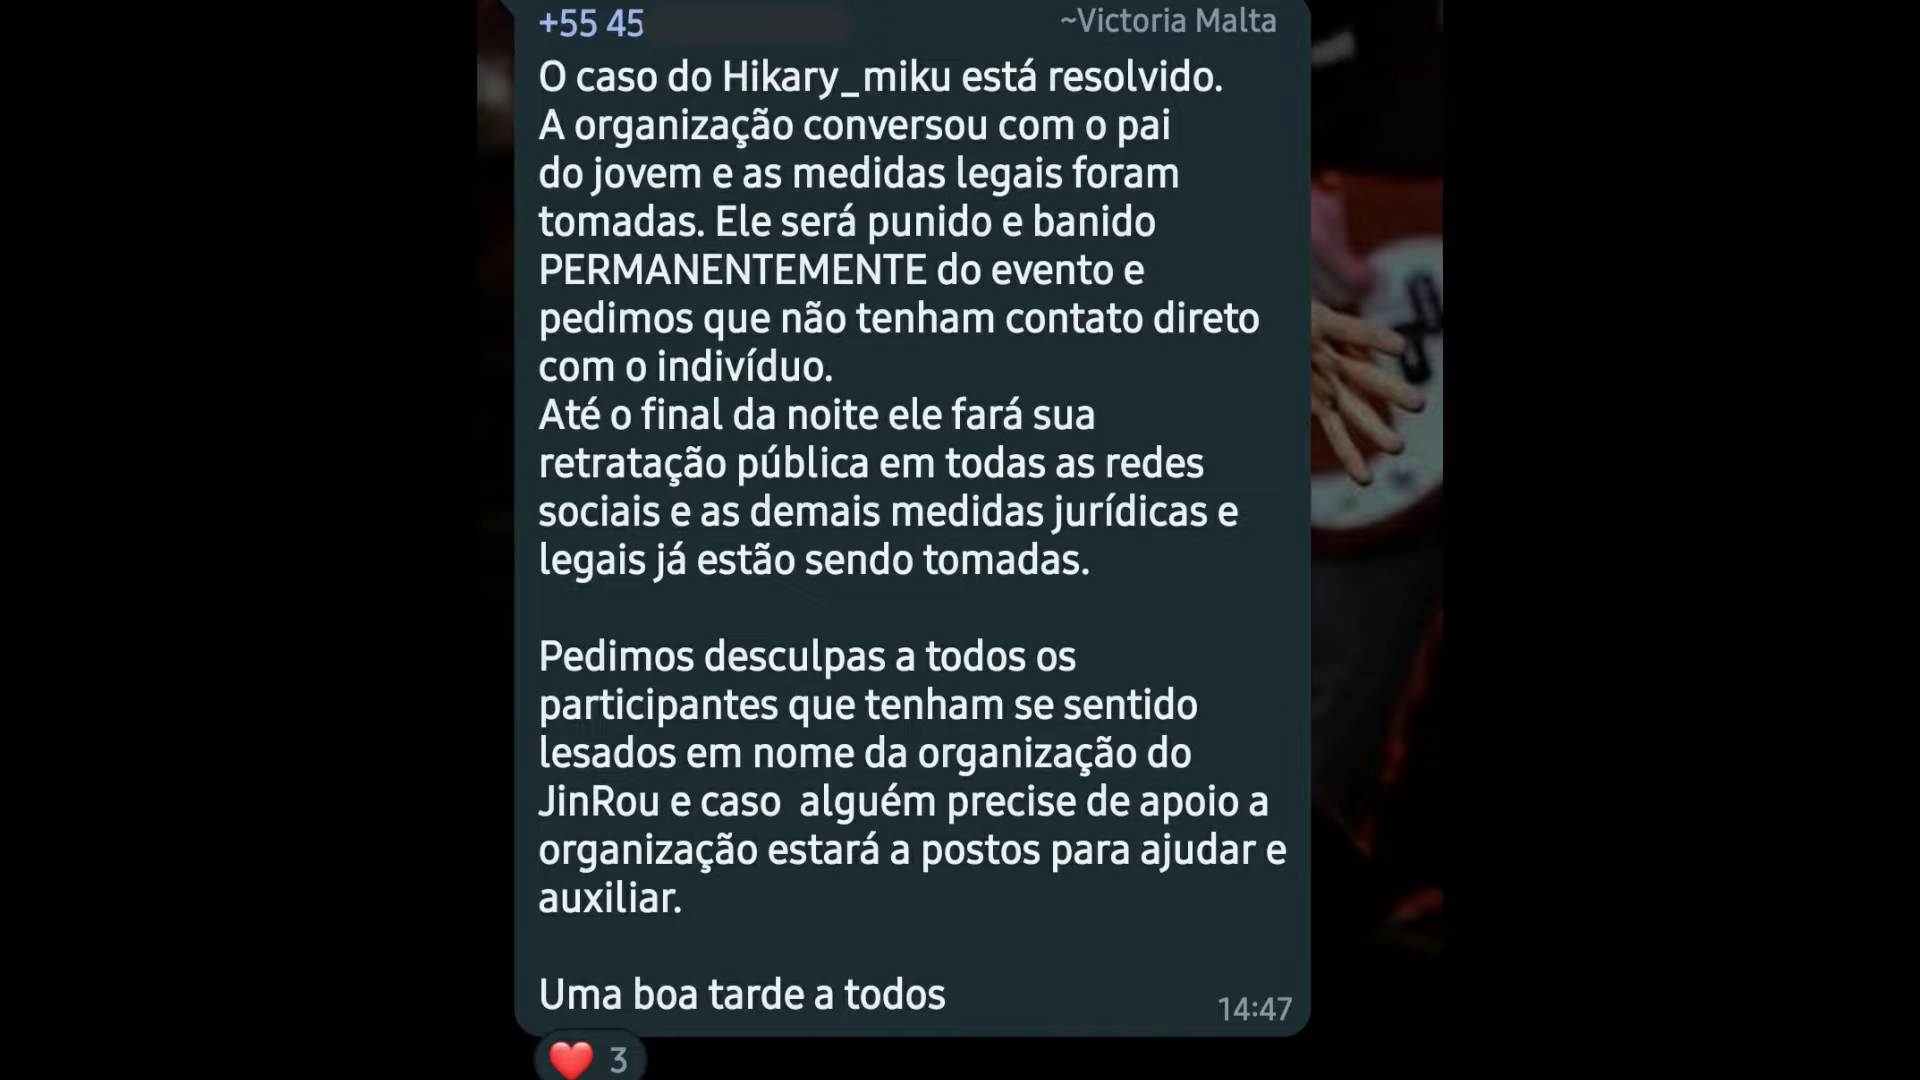 +55 45
~Victoria Malta
O caso do Hikary_miku está resolvido.
A organização conversou com o pai
do jovem e as medidas legais foram
tomadas. Ele será punido e banido
PERMANENTEMENTE do evento e
pedimos que não tenham contato direto
com o indivíduo.
Até o final da noite ele fará sua
retratação pública em todas as redes
sociais e as demais medidas jurídicas e
legais já estão sendo tomadas.
Pedimos desculpas a todos os
participantes que tenham se sentido
lesados em nome da organização do
JinRou e caso  alguém precise de apoio a
organização estará a postos para ajudar e
auxiliar.
Uma boa tarde a todos
14:47
❤️ 3